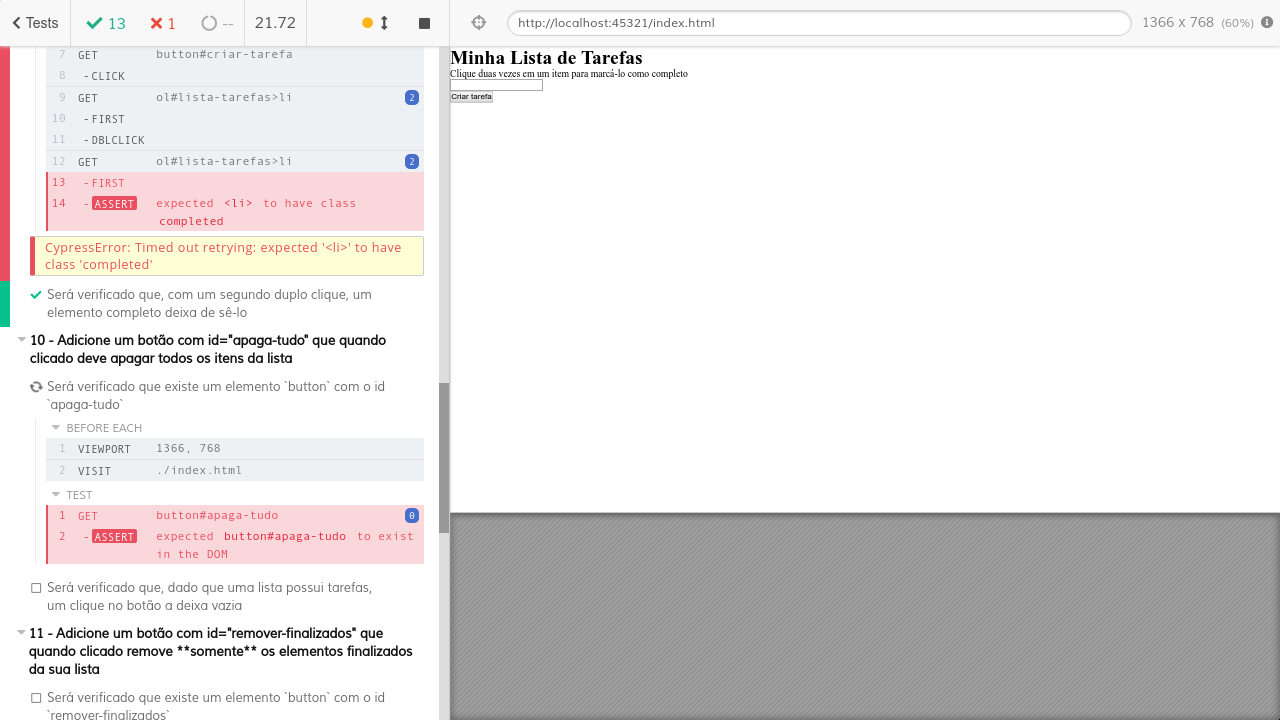 Tests
13
1
--
21.72
http://localhost:45321/index.html
1366 x 768 (60%)
7 GET button#criar-tarefa
8 - CLICK
9 GET ol#lista-tarefas>li 2
10 - FIRST
11 - DBLCLICK
12 GET ol#lista-tarefas>li 2
13 - FIRST
14 - ASSERT expected <li> to have class
completed
CypressError: Timed out retrying: expected '<li>' to have
class 'completed'
Será verificado que, com um segundo duplo clique, um
elemento completo deixa de sê-lo
10 - Adicione um botão com id="apaga-tudo" que quando
clicado deve apagar todos os itens da lista
Será verificado que existe um elemento `button` com o id
`apaga-tudo`
BEFORE EACH
1 VIEWPORT 1366, 768
2 VISIT ./index.html
TEST
1 GET button#apaga-tudo 0
2 - ASSERT expected button#apaga-tudo to exist
in the DOM
Será verificado que, dado que uma lista possui tarefas,
um clique no botão a deixa vazia
11 - Adicione um botão com id="remover-finalizados" que
quando clicado remove **somente** os elementos finalizados
da sua lista
Será verificado que existe um elemento `button` com o id
`remover-finalizados`
Minha Lista de Tarefas
Clique duas vezes em um item para marcá-lo como completo
Criar tarefa